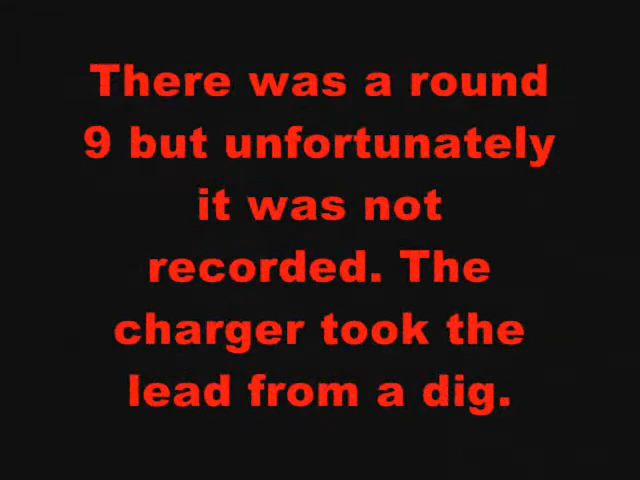 There was a round
9 but unfortunately
it was not
recorded. The
charger took the
lead from a dig.